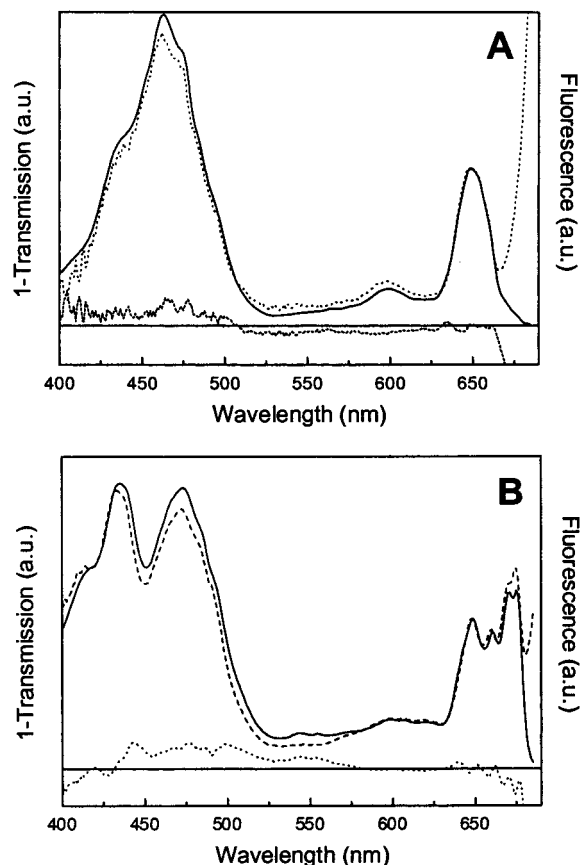 A
1-Transmission (a.u.)
Fluorescence (a.u.)
400 450 500 550 600 650
Wavelength (nm)
B
1-Transmission (a.u.)
Fluorescence (a.u.)
400 450 500 550 600 650
Wavelength (nm)